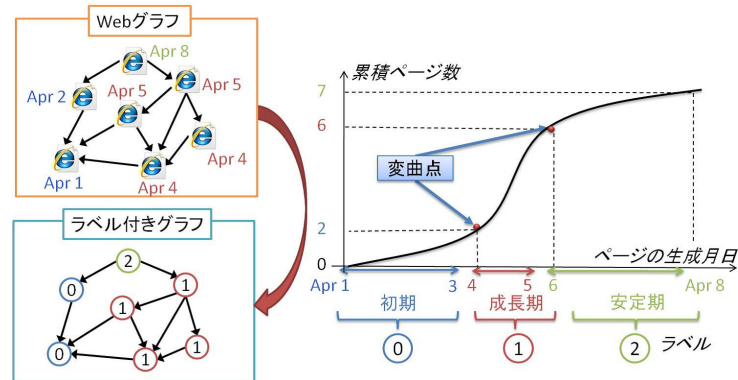 Webグラフ
Apr 8
Apr 2
Apr 5
Apr 5
Apr 4
Apr 1
Apr 4
ラベル付きグラフ
2
0
1
1
0
1
1
累積ページ数
7
6
変曲点
2
0
ページの生成月日
Apr 1
3
4
5
6
Apr 8
初期
成長期
安定期
0
1
2
ラベル